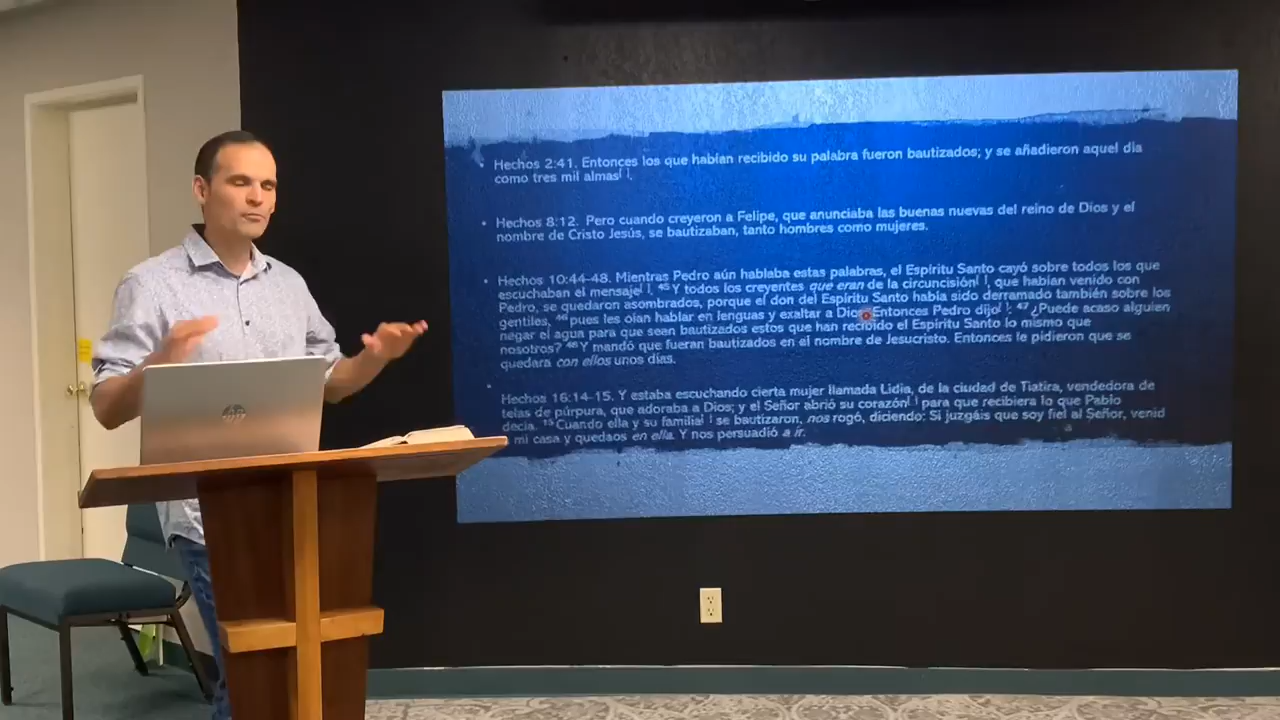 • Hechos 2:41. Entonces los que habían recibido su palabra fueron bautizados; y se añadieron aquel día
como tres mil almas[ ].
• Hechos 8:12. Pero cuando creyeron a Felipe, que anunciaba las buenas nuevas del reino de Dios y el
nombre de Cristo Jesús, se bautizaban, tanto hombres como mujeres.
• Hechos 10:44-48. Mientras Pedro aún hablaba estas palabras, el Espíritu Santo cayó sobre todos los que
escuchaban el mensaje[ ]. 45 Y todos los creyentes que eran de la circuncisión[ ], que habían venido con
Pedro, se quedaron asombrados, porque el don del Espíritu Santo había sido derramado también sobre los
gentiles, 46 pues les oían hablar en lenguas y exaltar a Dios. Entonces Pedro dijo[ ]: 47 ¿Puede acaso alguien
negar el agua para que sean bautizados estos que han recibido el Espíritu Santo lo mismo que
nosotros? 48 Y mandó que fueran bautizados en el nombre de Jesucristo. Entonces le pidieron que se
quedara con ellos unos días.
• Hechos 16:14-15. Y estaba escuchando cierta mujer llamada Lidia, de la ciudad de Tiatira, vendedora de
telas de púrpura, que adoraba a Dios; y el Señor abrió su corazón[ ] para que recibiera lo que Pablo
decía. 15 Cuando ella y su familia[ ] se bautizaron, nos rogó, diciendo: Si juzgáis que soy fiel al Señor, venid
mi casa y quedaos en ella. Y nos persuadió a ir.
hp